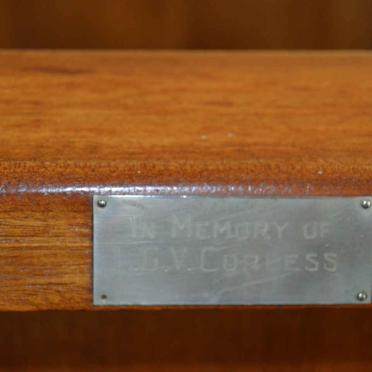 IN MEMORY OF
G.V. CORLESS